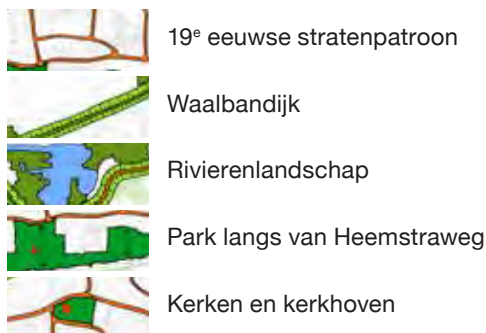 19e eeuwse stratenpatroon
Waalbandijk
Rivierenlandschap
Park langs van Heemstraweg
Kerken en kerkhoven